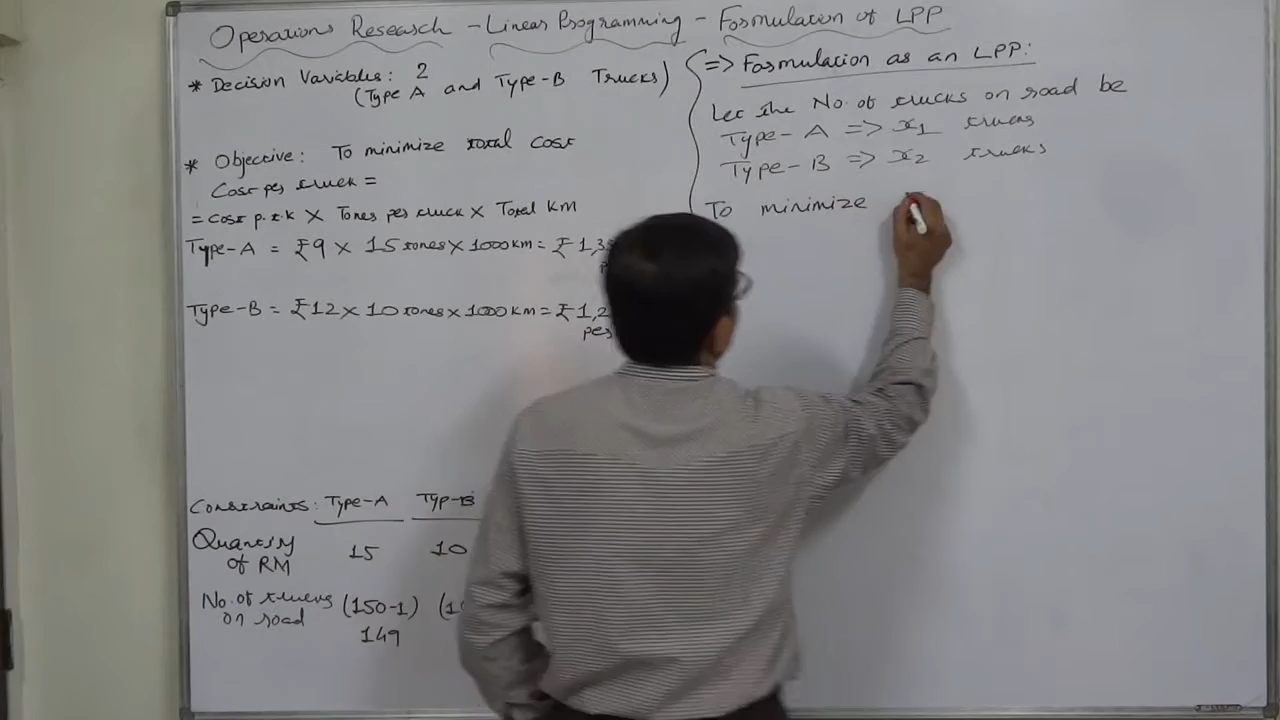 Operations Research - Linear Programming - Formulation of LPP
* Decision Variables: 2
(Type A and Type-B Trucks)
* Objective: To minimize total cost
Cost per truck =
= cost p.t.k × Tones per truck × Total KM
Type-A = ₹9 × 15 tones × 1000 km = ₹1,3
Type-B = ₹12 × 10 tones × 1000 km = ₹1,2
per
Constraints: Type-A Typ-B
Quantity of RM 15 10
No. of trucks on road (150-1) (1
149
=> Formulation as an LPP:
Let the No. of trucks on road be
Type-A => x1 trucks
Type-B => x2 trucks
To minimize